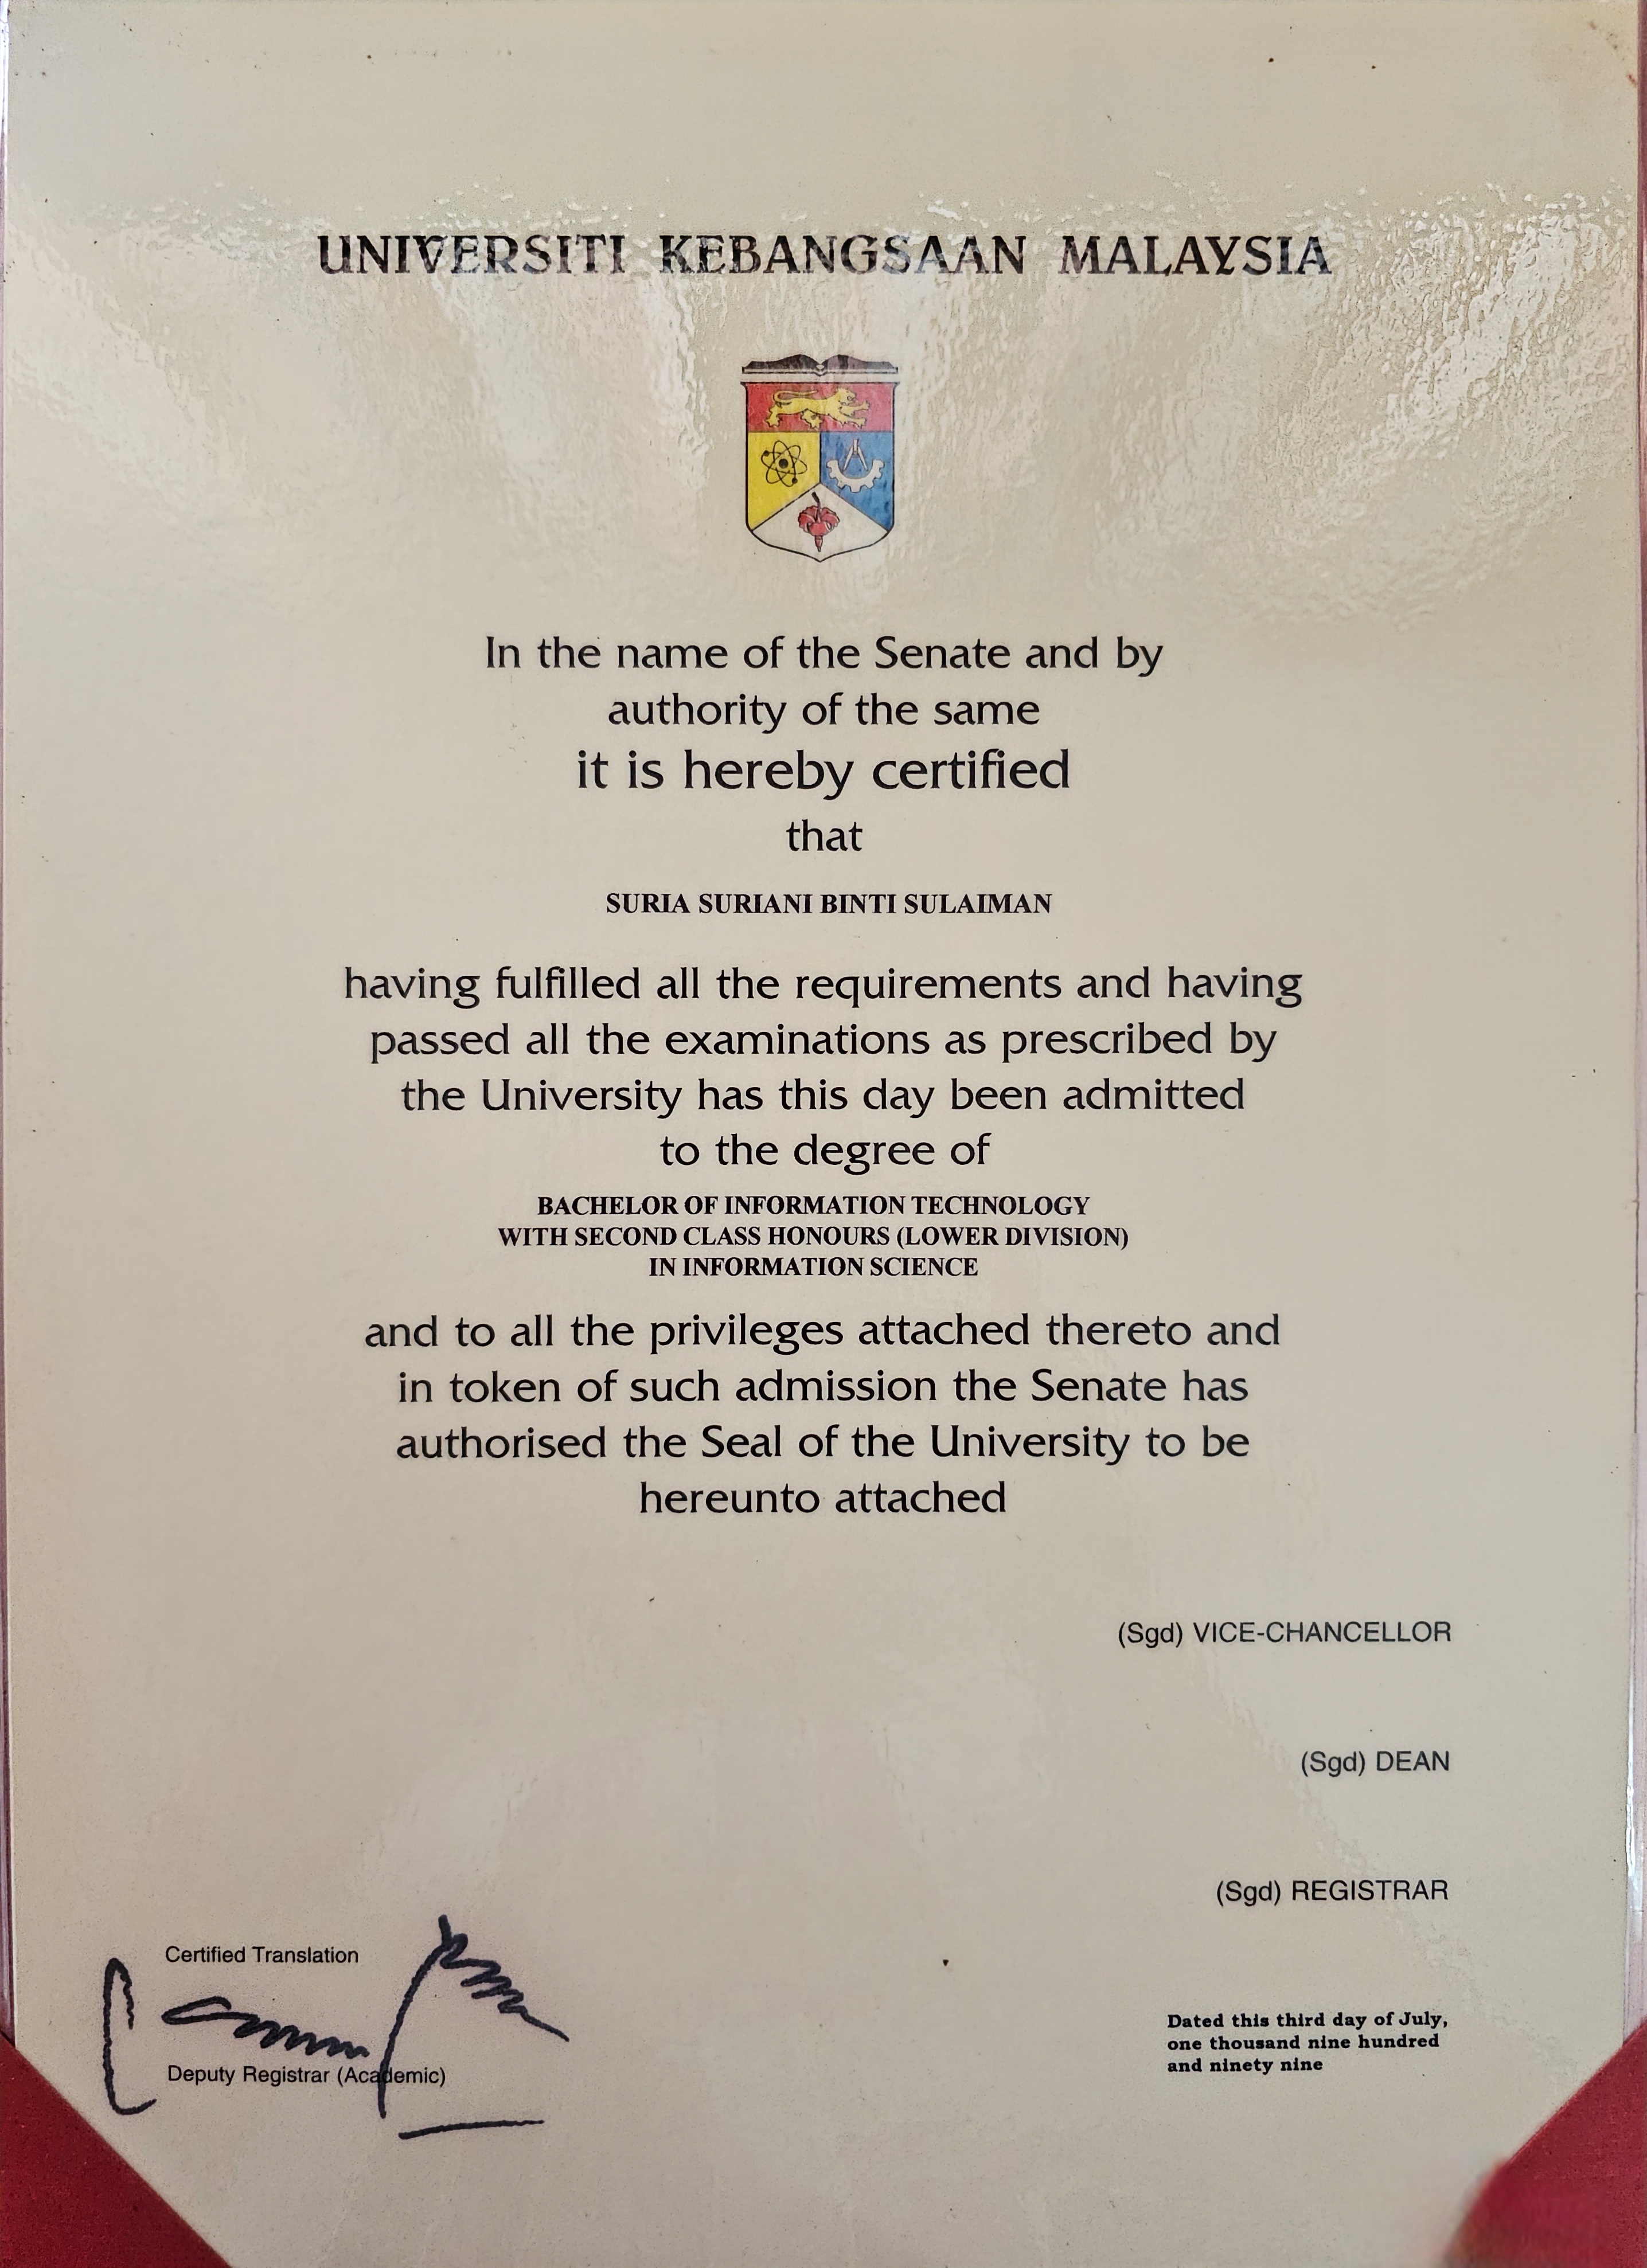 UNIVERSITI KEBANGSAAN MALAYSIA
In the name of the Senate and by
authority of the same
it is hereby certified
that
SURIA SURIANI BINTI SULAIMAN
having fulfilled all the requirements and having
passed all the examinations as prescribed by
the University has this day been admitted
to the degree of
BACHELOR OF INFORMATION TECHNOLOGY
WITH SECOND CLASS HONOURS (LOWER DIVISION)
IN INFORMATION SCIENCE
and to all the privileges attached thereto and
in token of such admission the Senate has
authorised the Seal of the University to be
hereunto attached
(Sgd) VICE-CHANCELLOR
(Sgd) DEAN
(Sgd) REGISTRAR
Certified Translation
Deputy Registrar (Academic)
Dated this third day of July,
one thousand nine hundred
and ninety nine